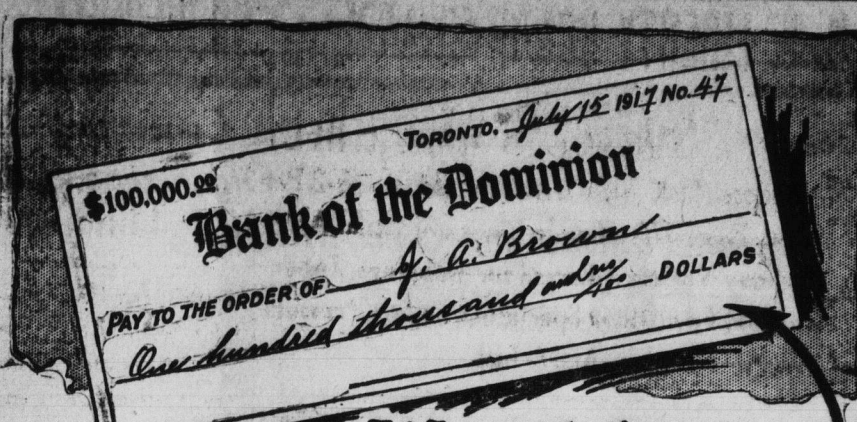 TORONTO, July 15 1917 No. 47
$100,000.00
Bank of the Dominion
PAY TO THE ORDER OF J. A. Brown
One hundred thousand and no/100 DOLLARS